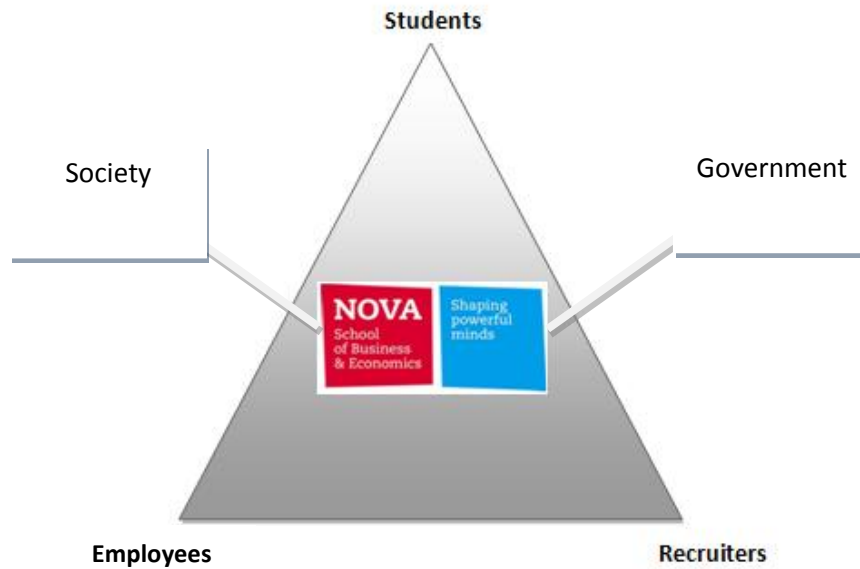 Students
Society
Government
NOVA
School
of Business
& Economics
Shaping
powerful
minds
Employees
Recruiters